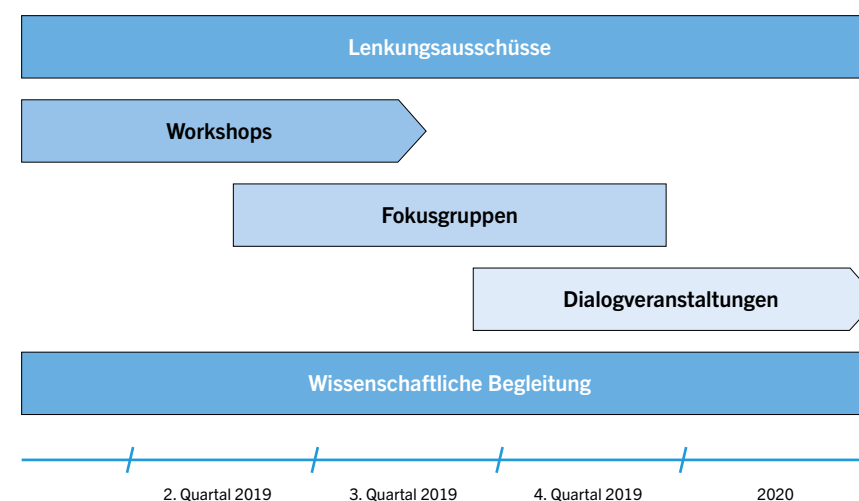 Lenkungsausschüsse
Workshops
Fokusgruppen
Dialogveranstaltungen
Wissenschaftliche Begleitung
2. Quartal 2019
3. Quartal 2019
4. Quartal 2019
2020